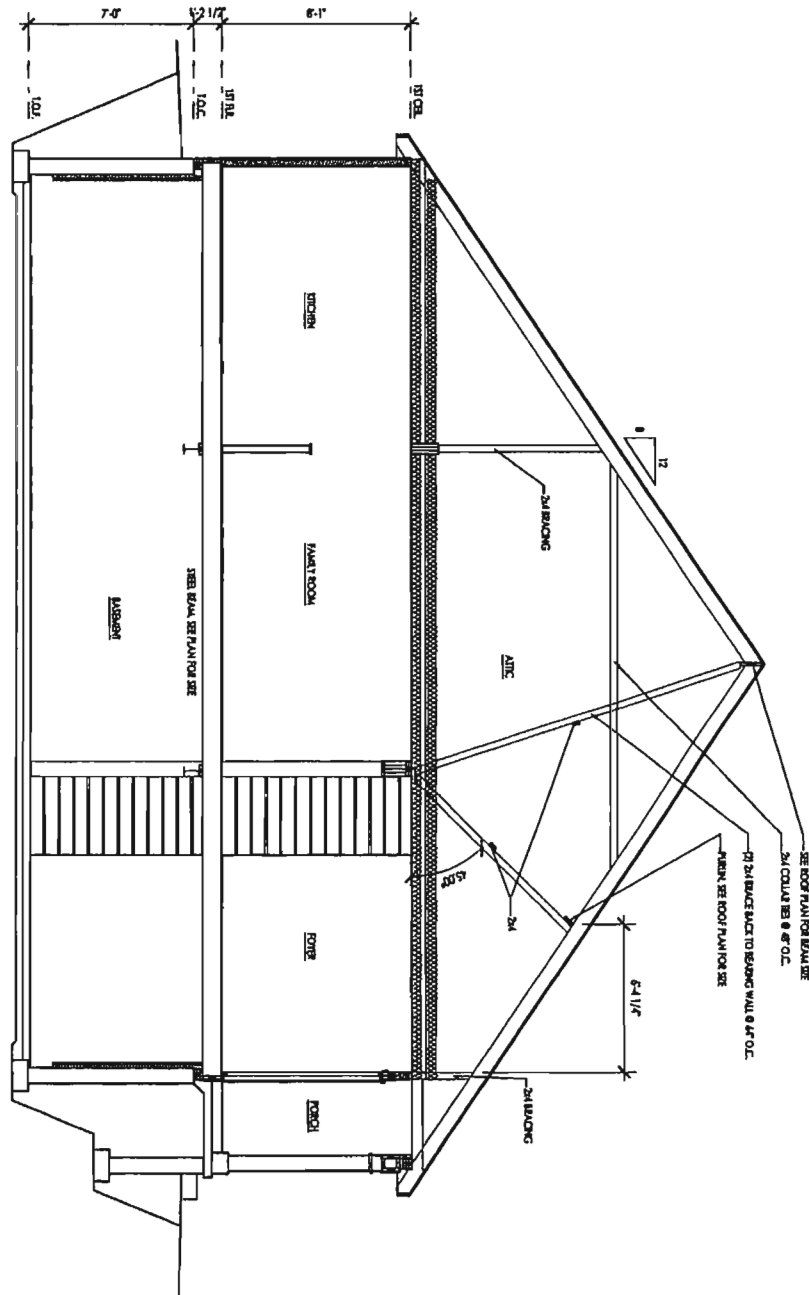 SEE ROOF PLAN FOR BEAM SIZE
2x4 COLLAR TIES @ 48" O.C.
(2) 2x4 BRACE BACK TO BEARING WALL @ 64" O.C.
PURLIN, SEE ROOF PLAN FOR SIZE
8
12
6'-4 1/4"
2x4 BRACING
2x4 BRACING
ATTIC
2x4
45.00°
1ST CEIL.
8'-1"
KITCHEN
FAMILY ROOM
FOYER
PORCH
1ST FLR.
2 1/2"
T.O.F.
STEEL BEAM, SEE PLAN FOR SIZE
7'-0"
BASEMENT
T.O.F.